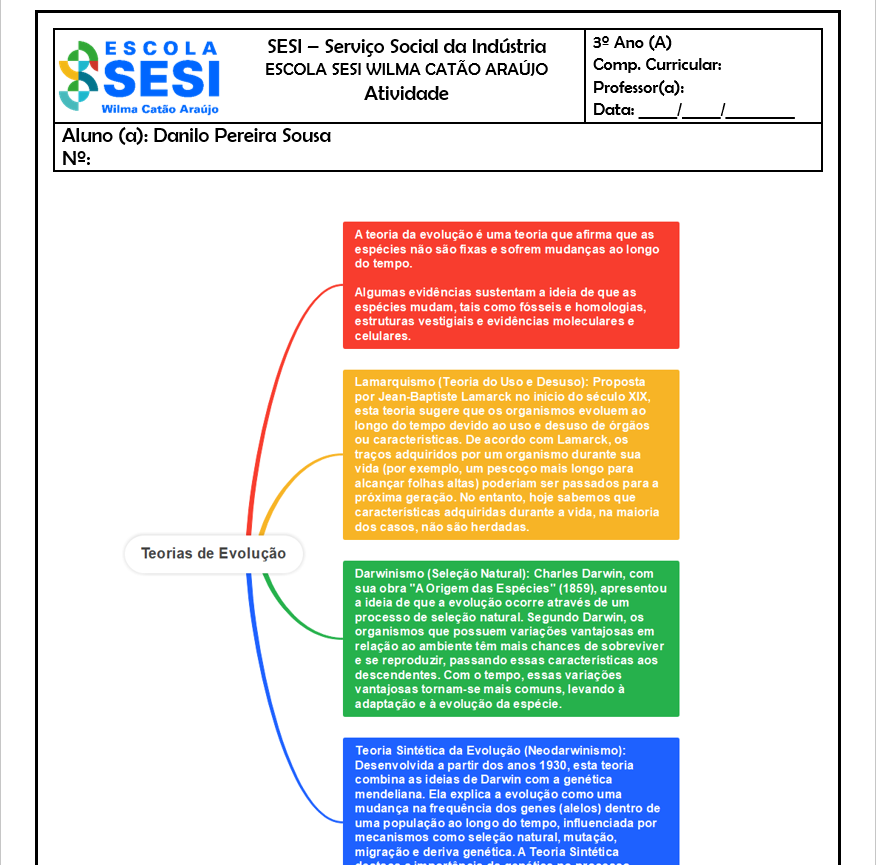 ESCOLA
SESI
Wilma Catão Araújo
SESI – Serviço Social da Indústria
ESCOLA SESI WILMA CATÃO ARAÚJO
Atividade
3º Ano (A)
Comp. Curricular:
Professor(a):
Data: _____/_____/_________
Aluno (a): Danilo Pereira Sousa
Nº:
Teorias de Evolução
A teoria da evolução é uma teoria que afirma que as
espécies não são fixas e sofrem mudanças ao longo
do tempo.
Algumas evidências sustentam a ideia de que as
espécies mudam, tais como fósseis e homologias,
estruturas vestigiais e evidências moleculares e
celulares.
Lamarquismo (Teoria do Uso e Desuso): Proposta
por Jean-Baptiste Lamarck no início do século XIX,
esta teoria sugere que os organismos evoluem ao
longo do tempo devido ao uso e desuso de órgãos
ou características. De acordo com Lamarck, os
traços adquiridos por um organismo durante sua
vida (por exemplo, um pescoço mais longo para
alcançar folhas altas) poderiam ser passados para a
próxima geração. No entanto, hoje sabemos que
características adquiridas durante a vida, na maioria
dos casos, não são herdadas.
Darwinismo (Seleção Natural): Charles Darwin, com
sua obra "A Origem das Espécies" (1859), apresentou
a ideia de que a evolução ocorre através de um
processo de seleção natural. Segundo Darwin, os
organismos que possuem variações vantajosas em
relação ao ambiente têm mais chances de sobreviver
e se reproduzir, passando essas características aos
descendentes. Com o tempo, essas variações
vantajosas tornam-se mais comuns, levando à
adaptação e à evolução da espécie.
Teoria Sintética da Evolução (Neodarwinismo):
Desenvolvida a partir dos anos 1930, esta teoria
combina as ideias de Darwin com a genética
mendeliana. Ela explica a evolução como uma
mudança na frequência dos genes (alelos) dentro de
uma população ao longo do tempo, influenciada por
mecanismos como seleção natural, mutação,
migração e deriva genética. A Teoria Sintética